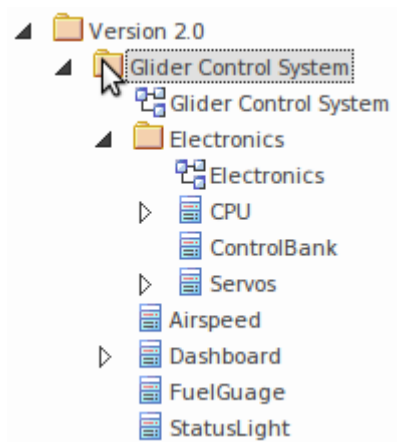 Version 2.0
Glider Control System
Glider Control System
Electronics
Electronics
CPU
ControlBank
Servos
Airspeed
Dashboard
FuelGuage
StatusLight